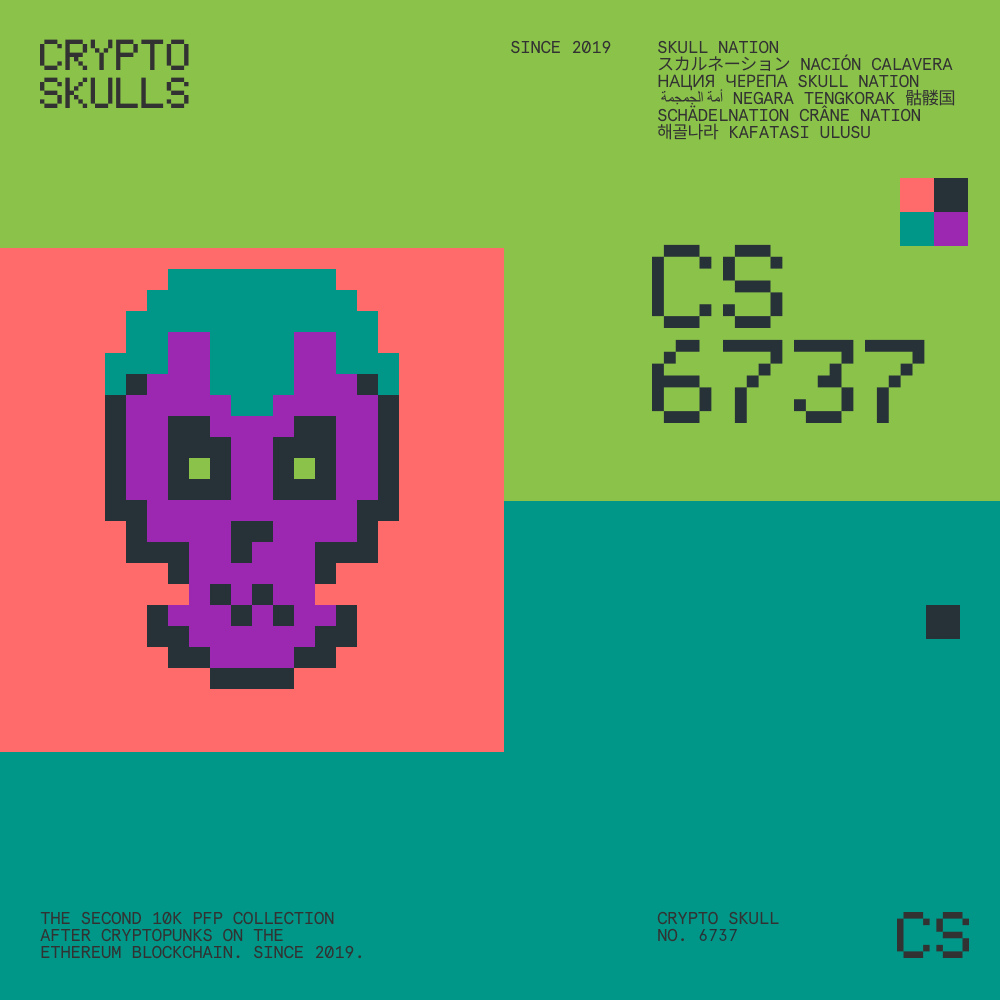 CRYPTO
SKULLS
SINCE 2019
SKULL NATION
スカルネーション NACIÓN CALAVERA
НАЦИЯ ЧЕРЕПА SKULL NATION
أمة الجمجمة NEGARA TENGKORAK 骷髅国
SCHÄDELNATION CRÂNE NATION
해골나라 KAFATASI ULUSU
CS
6737
THE SECOND 10K PFP COLLECTION
AFTER CRYPTOPUNKS ON THE
ETHEREUM BLOCKCHAIN. SINCE 2019.
CRYPTO SKULL
NO. 6737
CS